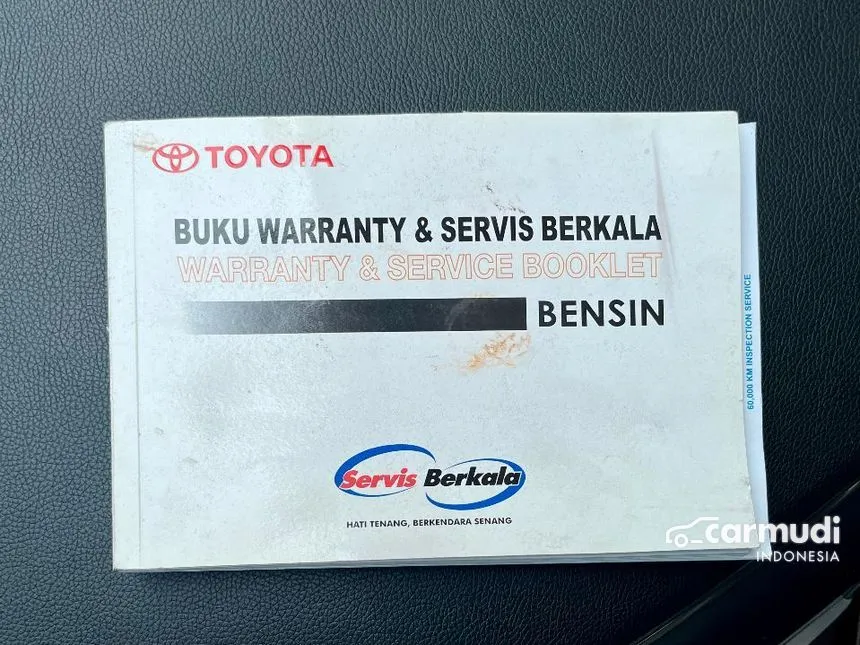 TOYOTA
BUKU WARRANTY & SERVIS BERKALA
WARRANTY & SERVICE BOOKLET
BENSIN
60,000 KM INSPECTION SERVICE
Servis Berkala
HATI TENANG, BERKENDARA SENANG
carmudi
INDONESIA